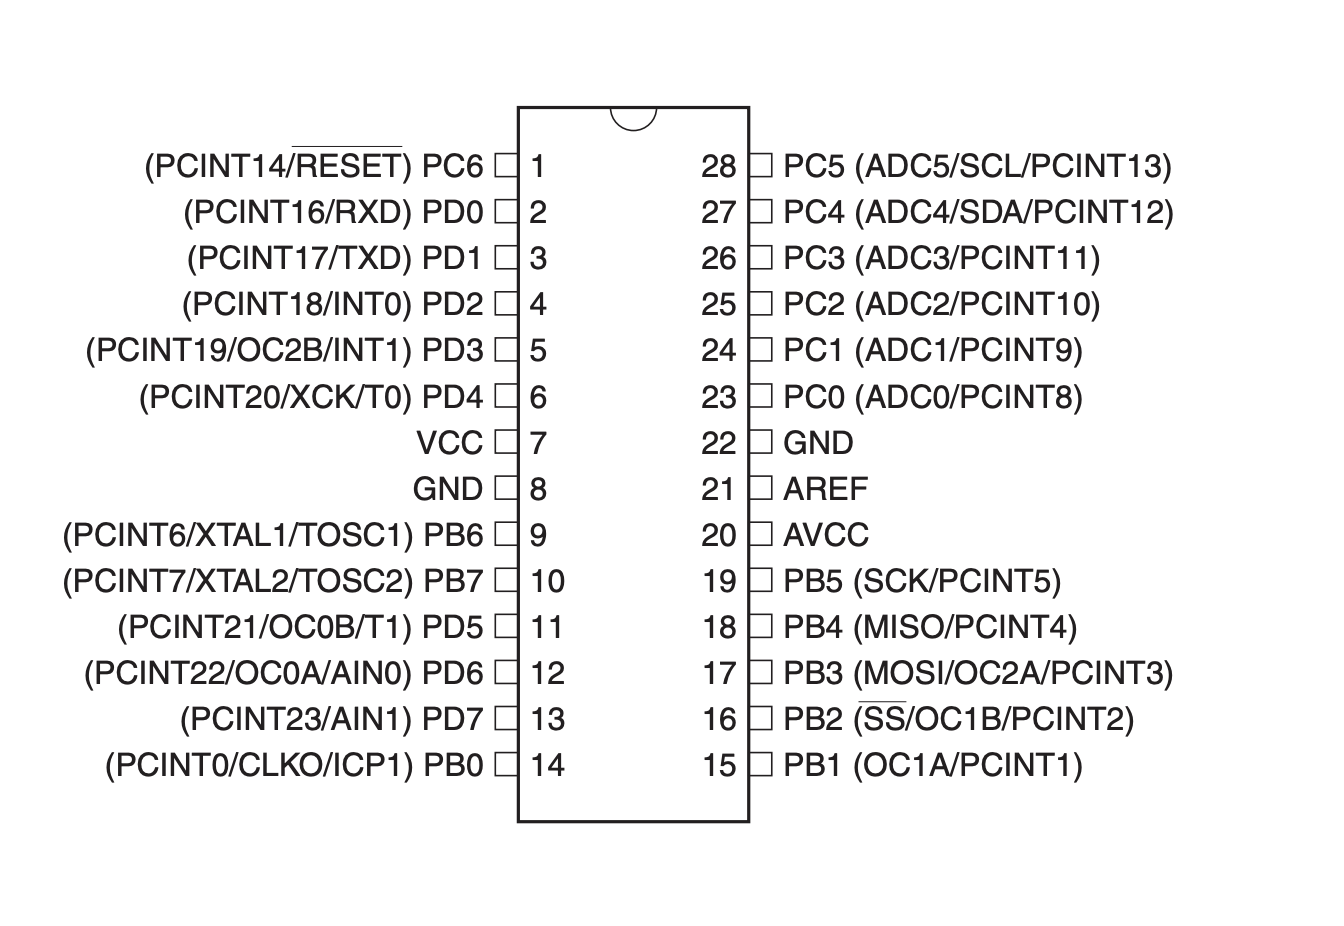 (PCINT14/RESET) PC6 1 28 PC5 (ADC5/SCL/PCINT13)
(PCINT16/RXD) PD0 2 27 PC4 (ADC4/SDA/PCINT12)
(PCINT17/TXD) PD1 3 26 PC3 (ADC3/PCINT11)
(PCINT18/INT0) PD2 4 25 PC2 (ADC2/PCINT10)
(PCINT19/OC2B/INT1) PD3 5 24 PC1 (ADC1/PCINT9)
(PCINT20/XCK/T0) PD4 6 23 PC0 (ADC0/PCINT8)
VCC 7 22 GND
GND 8 21 AREF
(PCINT6/XTAL1/TOSC1) PB6 9 20 AVCC
(PCINT7/XTAL2/TOSC2) PB7 10 19 PB5 (SCK/PCINT5)
(PCINT21/OC0B/T1) PD5 11 18 PB4 (MISO/PCINT4)
(PCINT22/OC0A/AIN0) PD6 12 17 PB3 (MOSI/OC2A/PCINT3)
(PCINT23/AIN1) PD7 13 16 PB2 (SS/OC1B/PCINT2)
(PCINT0/CLKO/ICP1) PB0 14 15 PB1 (OC1A/PCINT1)